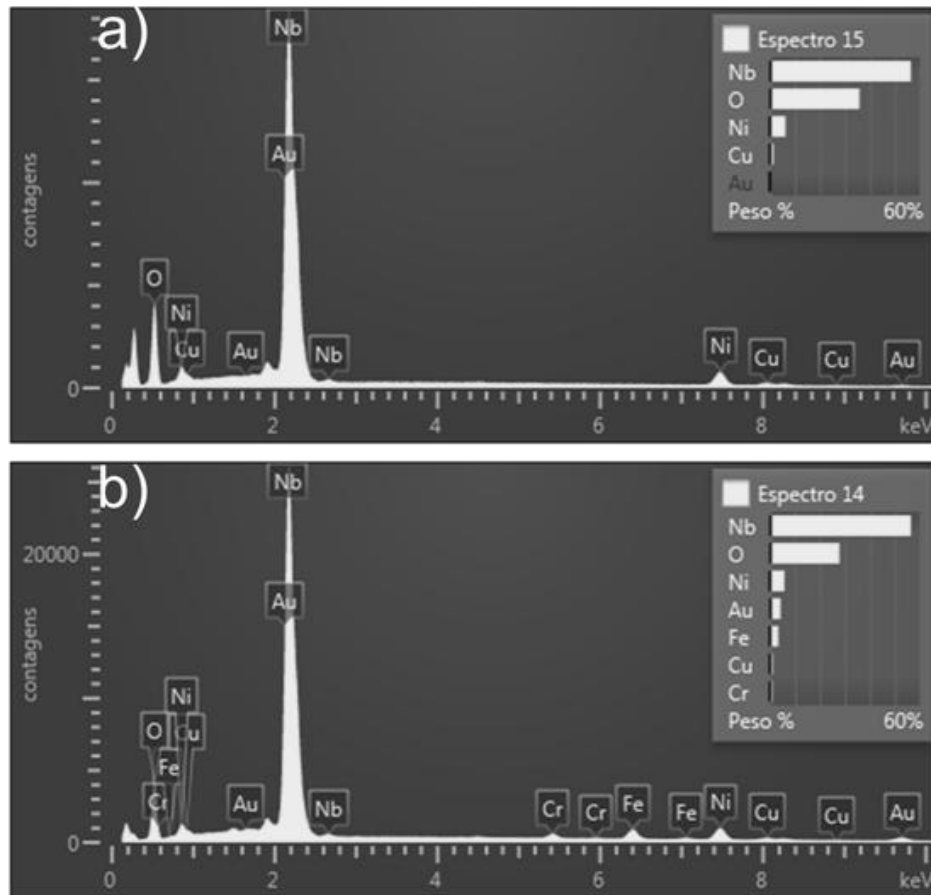 a)
contagens
0
Nb
Au
O
Ni
Cu
Au
Nb
Ni
Cu
Cu
Au
0 2 4 6 8 keV
Espectro 15
Nb
O
Ni
Cu
Au
Peso % 60%
b)
contagens
20000
0
Nb
Au
Ni
O
Cu
Fe
Cr
Au
Nb
Cr
Cr
Fe
Fe
Ni
Cu
Cu
Au
0 2 4 6 8 keV
Espectro 14
Nb
O
Ni
Au
Fe
Cu
Cr
Peso % 60%